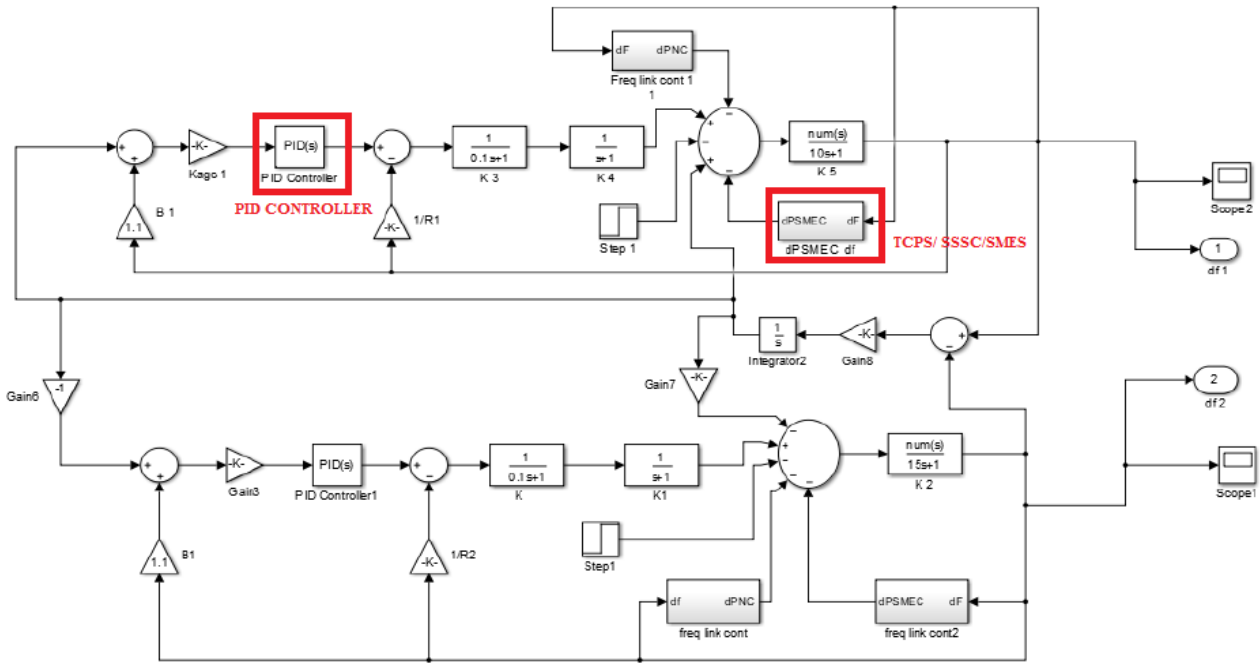 dF dPNC
Freq link cont 1
1
-K-
Kago 1
PID(s)
PID Controller
PID CONTROLLER
1
0.1s+1
K 3
1
s+1
K 4
num(s)
10s+1
K 5
B 1
1.1
1/R1
-K-
Step 1
dPSMEC dF
dPSMEC df
TCPS/ SSSC/SMES
Scope2
1
df 1
1
s
Integrator2
-K-
Gain8
-K-
Gain7
-1
Gain6
2
df 2
-K-
Gain3
PID(s)
PID Controller1
1
0.1s+1
K
1
s+1
K1
num(s)
15s+1
K 2
Scope1
1.1
B1
-K-
1/R2
Step1
df dPNC
freq link cont
dPSMEC dF
freq link cont2